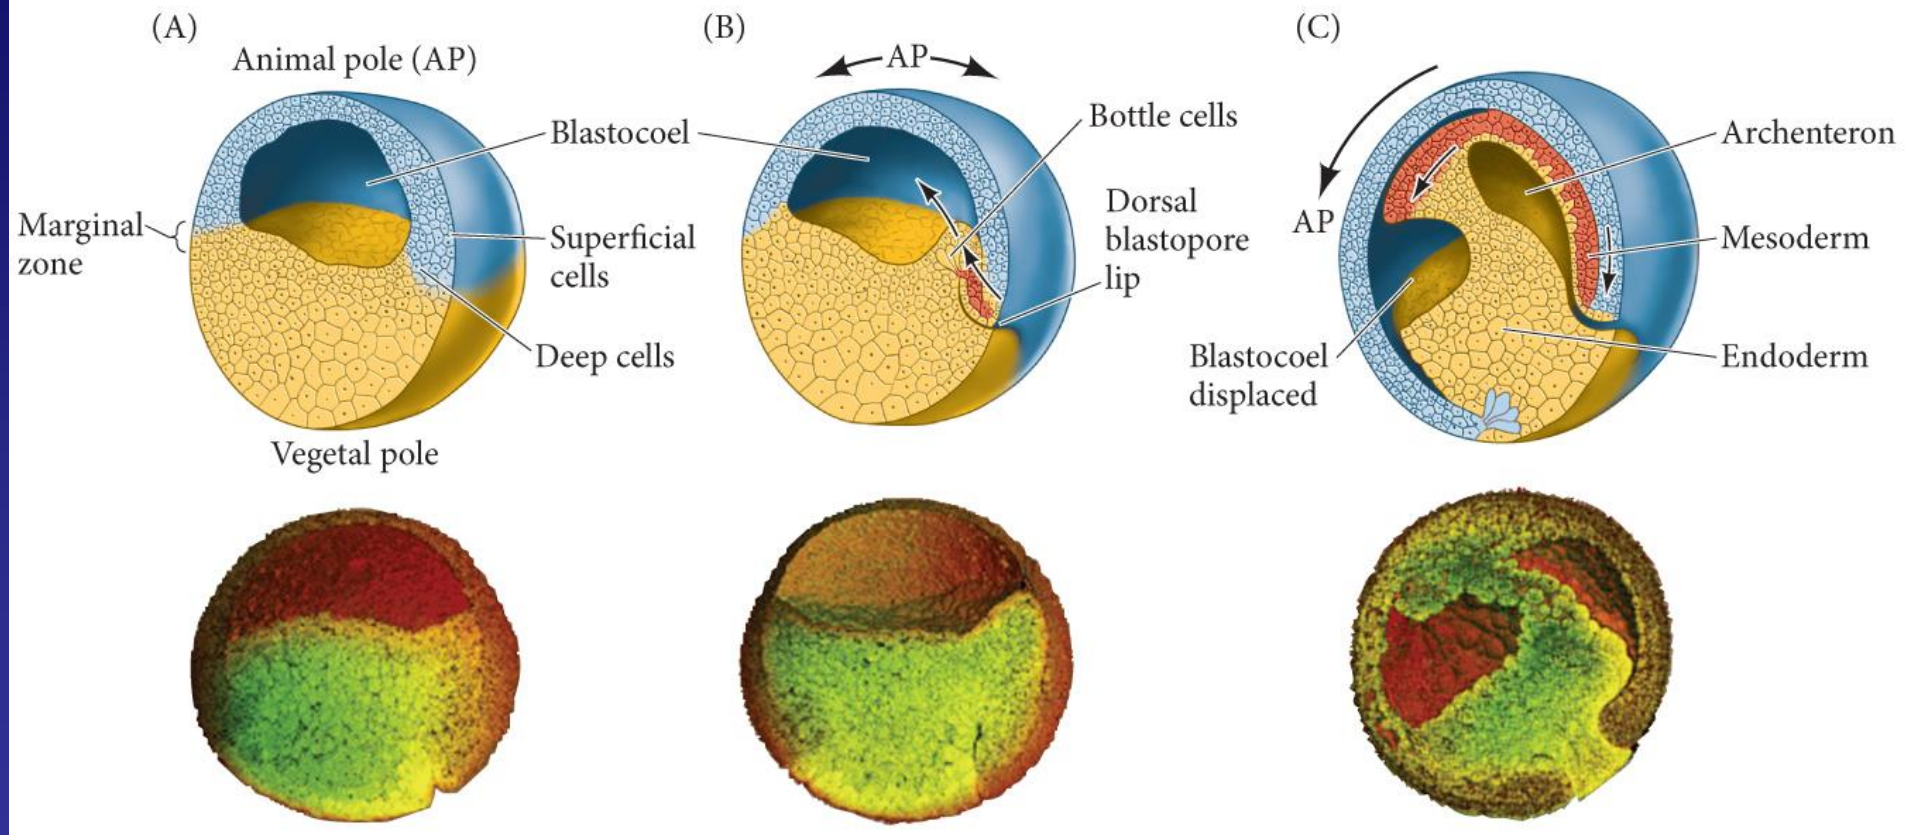 (A)
Animal pole (AP)
Marginal
zone
Blastocoel
Superficial
cells
Deep cells
Vegetal pole
(B)
AP
Bottle cells
Dorsal
blastopore
lip
(C)
AP
Blastocoel
displaced
Archenteron
Mesoderm
Endoderm